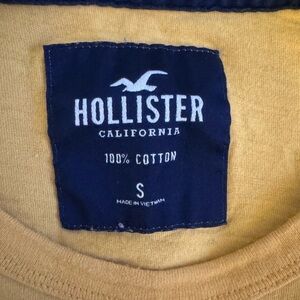 HOLLISTER
CALIFORNIA
100% COTTON
S
MADE IN VIETNAM